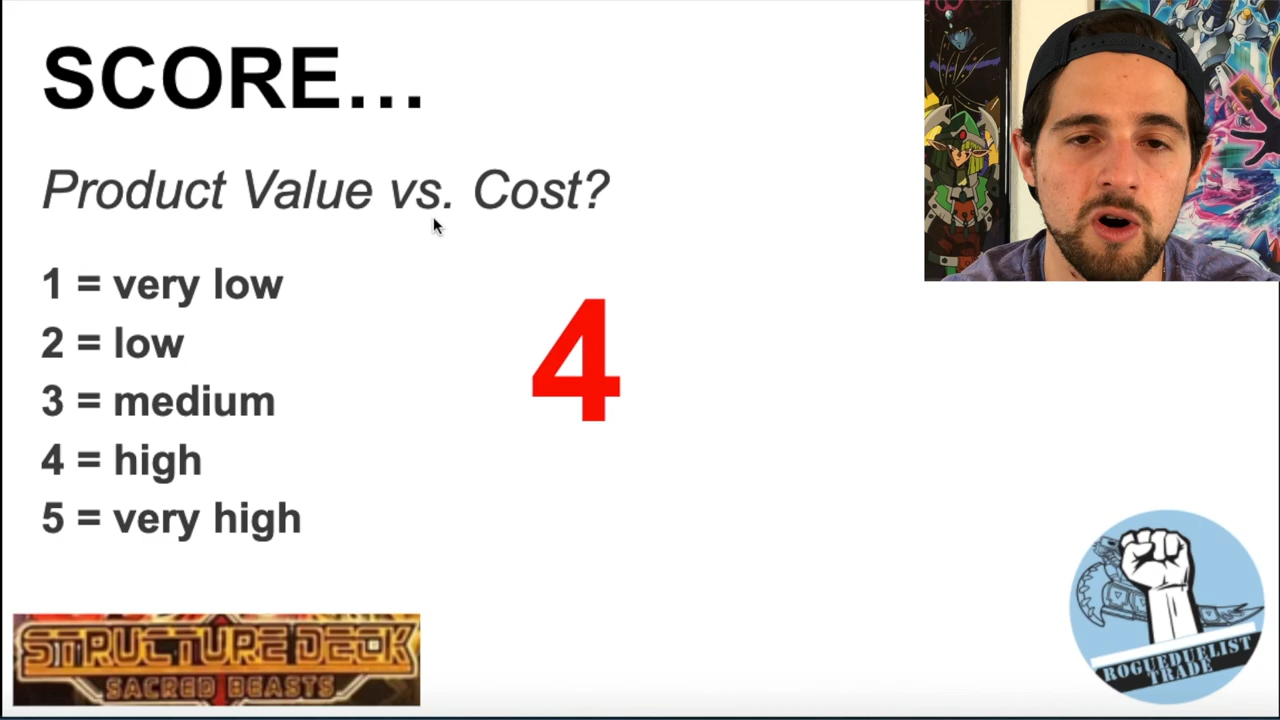 SCORE…
Product Value vs. Cost?
1 = very low
2 = low
3 = medium
4 = high
5 = very high
4
STRUCTURE DECK
SACRED BEASTS
ROGUEDUELIST
TRADE